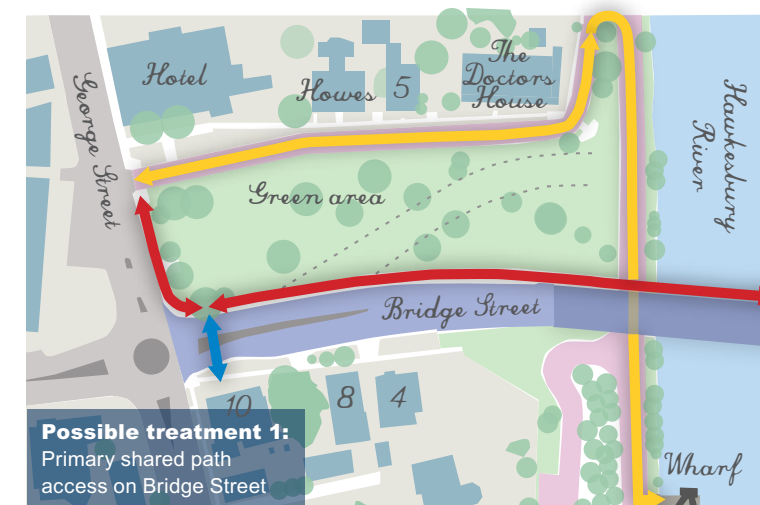 Hotel
Howes
5
The
Doctors
House
George Street
Hawkesbury
River
Green area
Bridge Street
10
8
4
Possible treatment 1:
Primary shared path
access on Bridge Street
Wharf